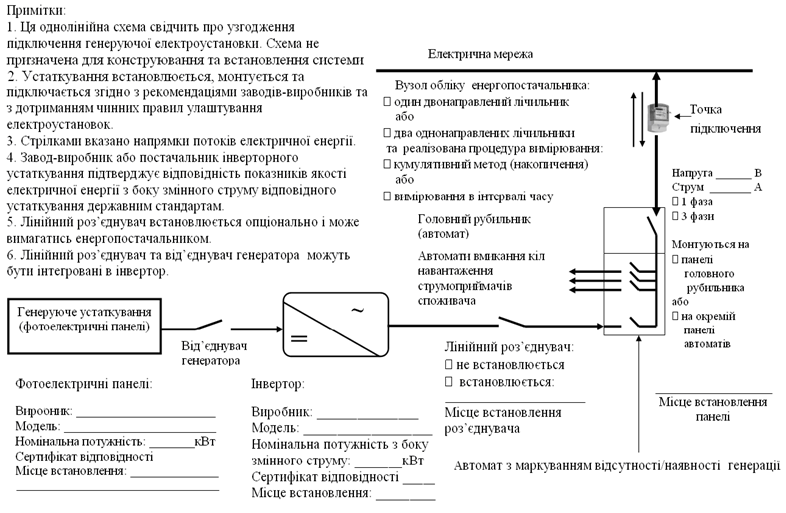 Примітки:
1. Ця однолінійна схема свідчить про узгодження
підключення генеруючої електроустановки. Схема не
призначена для конструювання та встановлення системи
2. Устаткування встановлюється, монтується та
підключається згідно з рекомендаціями заводів-виробників та
з дотриманням чинних правил улаштування
електроустановок.
3. Стрілками вказано напрямки потоків електричної енергії.
4. Завод-виробник або постачальник інверторного
устаткування підтверджує відповідність показників якості
електричної енергії з боку змінного струму відповідного
устаткування державним стандартам.
5. Лінійний роз’єднувач встановлюється опціонально і може
вимагатись енергопостачальником.
6. Лінійний роз’єднувач та від’єднувач генератора можуть
бути інтегровані в інвертор.
Електрична мережа
Вузол обліку енергопостачальника:
□ один двонаправлений лічильник
або
□ два однонаправлених лічильники
та реалізована процедура вимірювання:
□ кумулятивний метод (накопичення)
або
□ вимірювання в інтервалі часу
Точка
підключення
Напруга ______ В
Струм _______ А
□ 1 фаза
□ 3 фази
Головний рубильник
(автомат)
Автомати вмикання кіл
навантаження
струмоприймачів
споживача
Монтуються на
□ панелі
головного
рубильника
або
□ на окремій
панелі
автоматів
Генеруюче устаткування
(фотоелектричні панелі)
Від’єднувач
генератора
~
=
Лінійний роз’єднувач:
□ не встановлюється
□ встановлюється:
_______________________
Місце встановлення
роз’єднувача
___________________
Місце встановлення
панелі
Автомат з маркуванням відсутності/наявності генерації
Фотоелектричні панелі:
Вирооник: _______________________
Модель: _________________________
Номінальна потужність: _______кВт
Сертифікат відповідності
Місце встановлення: ______________
_________________________________
Інвертор:
Виробник: _________________
Модель: _____________________
Номінальна потужність з боку
змінного струму: _______кВт
Сертифікат відповідності _____
Місце встановлення: _________